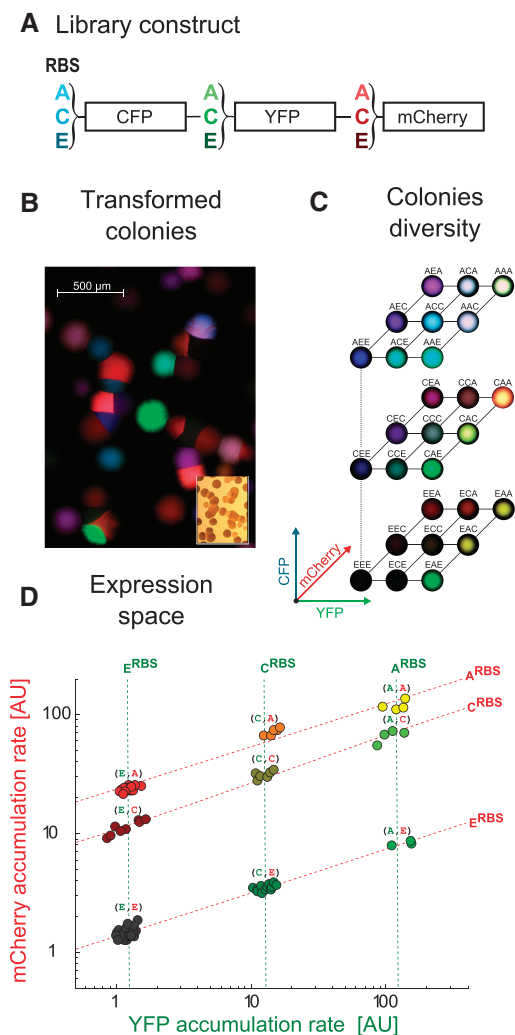 A Library construct
RBS
A A A
C CFP C YFP C mCherry
E E E
B Transformed colonies
500 µm
C Colonies diversity
AEA ACA AAA
AEC ACC AAC
AEE ACE AAE
CEA CCA CAA
CEC CCC CAC
CEE CCE CAE
EEA ECA EAA
EEC ECC EAC
EEE ECE EAE
CFP
mCherry
YFP
D Expression space
E RBS C RBS A RBS
A RBS
C RBS
E RBS
(A, A)
(C, A)
(A, C)
(C, C)
(E, A)
(E, C)
(A, E)
(C, E)
(E, E)
mCherry accumulation rate [AU]
100
10
1
1 10 100
YFP accumulation rate [AU]